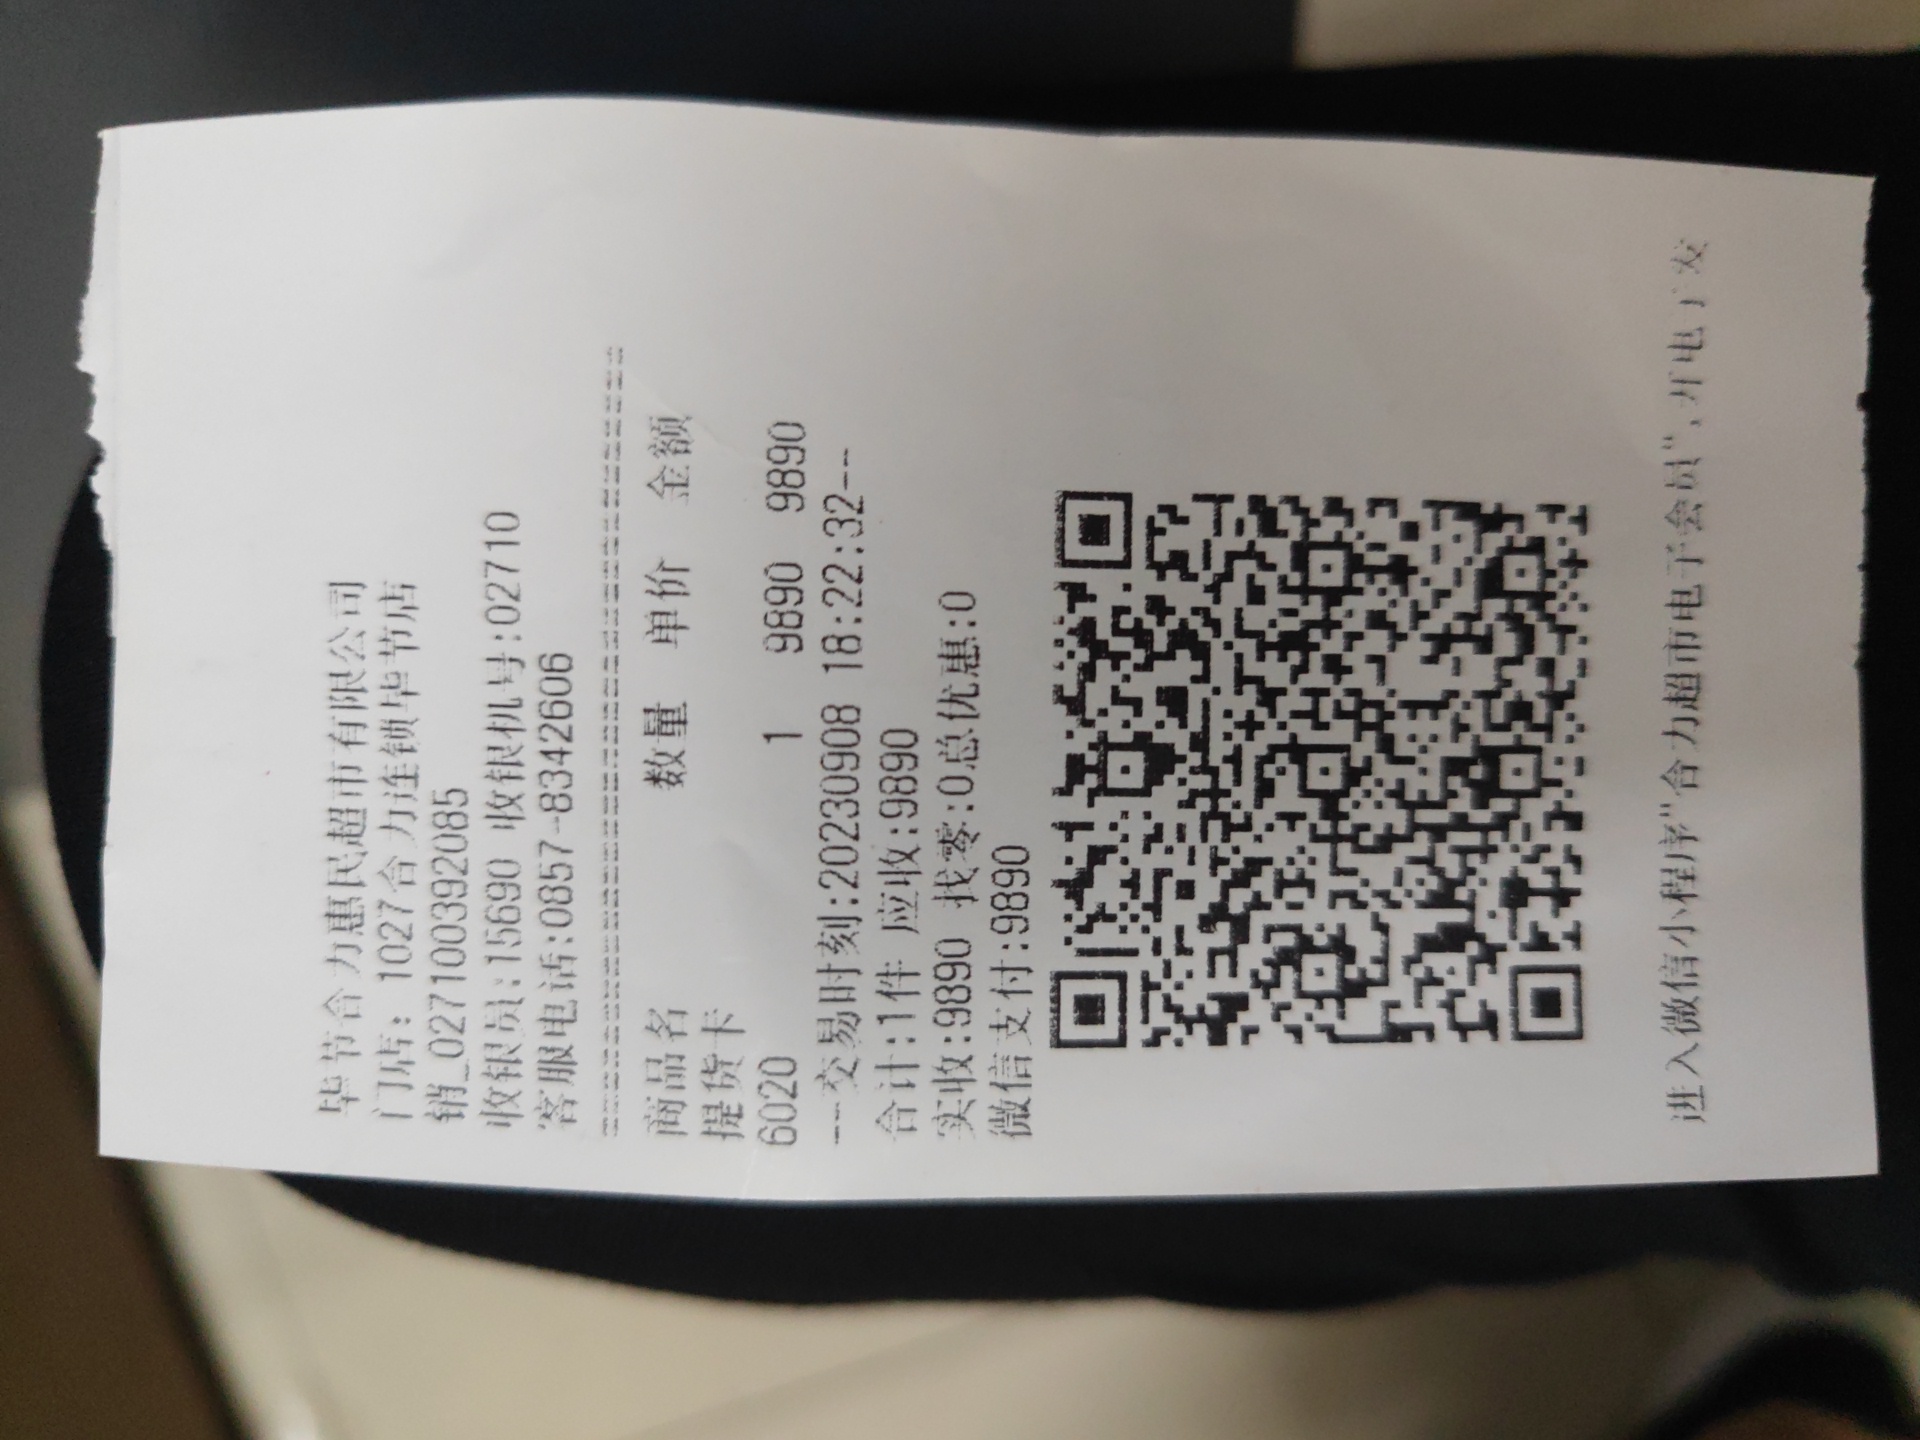 毕节合力惠民超市有限公司
门店: 1027合力连锁毕节店
销_0271003920​85
收银员:15690 收银机号:02710
客服电话:0857-8342606
商品名 数量 单价 金额
提货卡
6020 1 9890 9890
--交易时刻:20230908 18:22:32--
合计:1件 应收:9890
实收:9890 找零:0总优惠:0
微信支付:9890
进入微信小程序"合力超市电子会员",开电子发